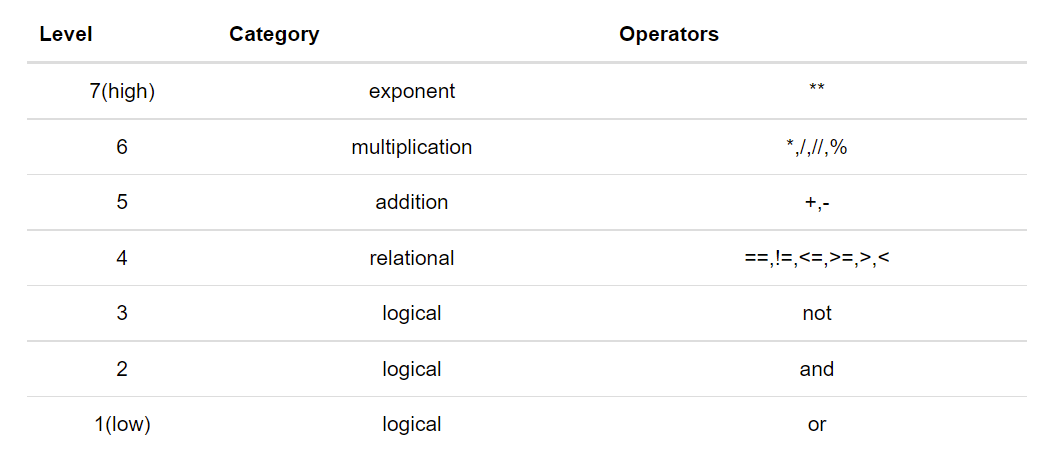 Level Category Operators
7(high) exponent **
6 multiplication *,/,//,%
5 addition +,-
4 relational ==,!=,<=,>=,>,<
3 logical not
2 logical and
1(low) logical or